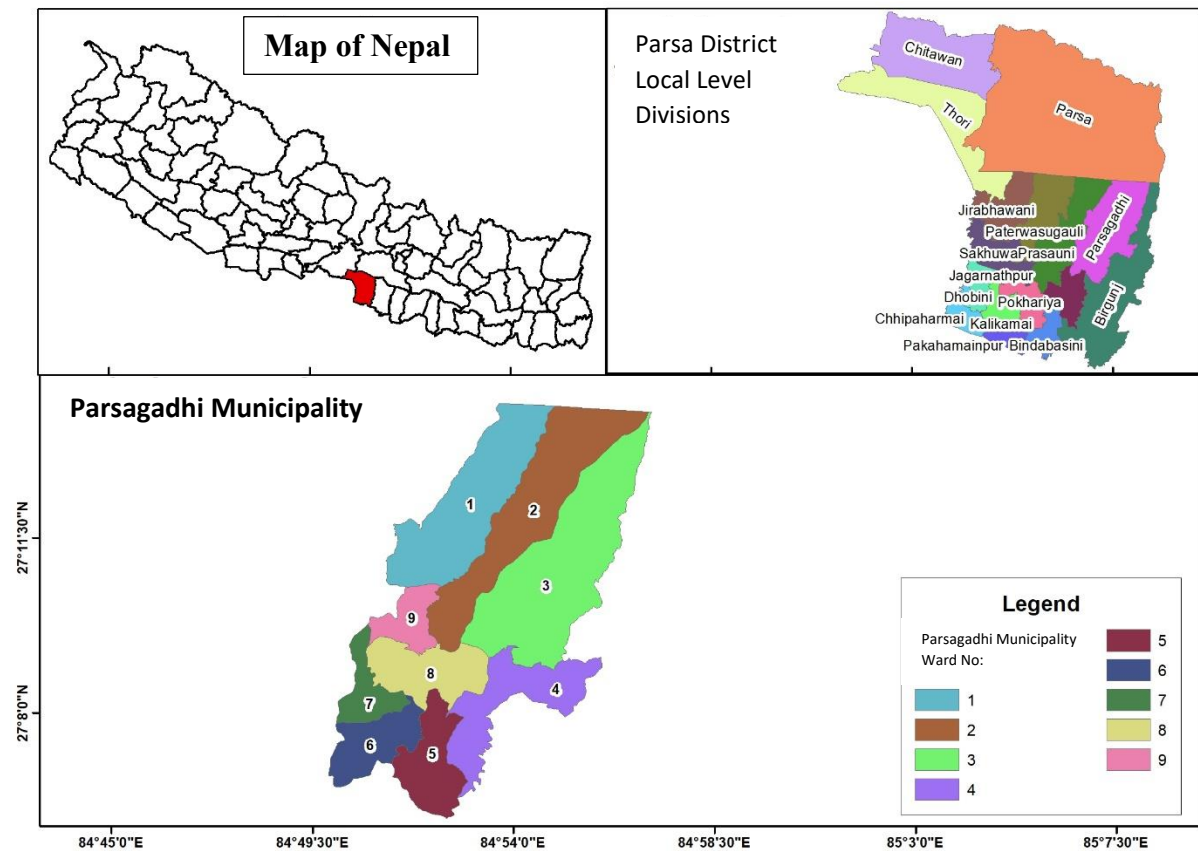 Map of Nepal
Parsa District
Local Level
Divisions
Chitawan
Thori
Parsa
Jirabhawani
Paterwasugauli
SakhuwaPrasauni
Parsagadhi
Jagarnathpur
Dhobini
Pokhariya
Birgunj
Chhipaharmai
Kalikamai
Pakahamainpur
Bindabasini
Parsagadhi Municipality
1
2
3
9
8
4
7
6
5
27°11'30"N
27°8'0"N
Legend
Parsagadhi Municipality
Ward No:
1
2
3
4
5
6
7
8
9
84°45'0"E
84°49'30"E
84°54'0"E
84°58'30"E
85°3'0"E
85°7'30"E